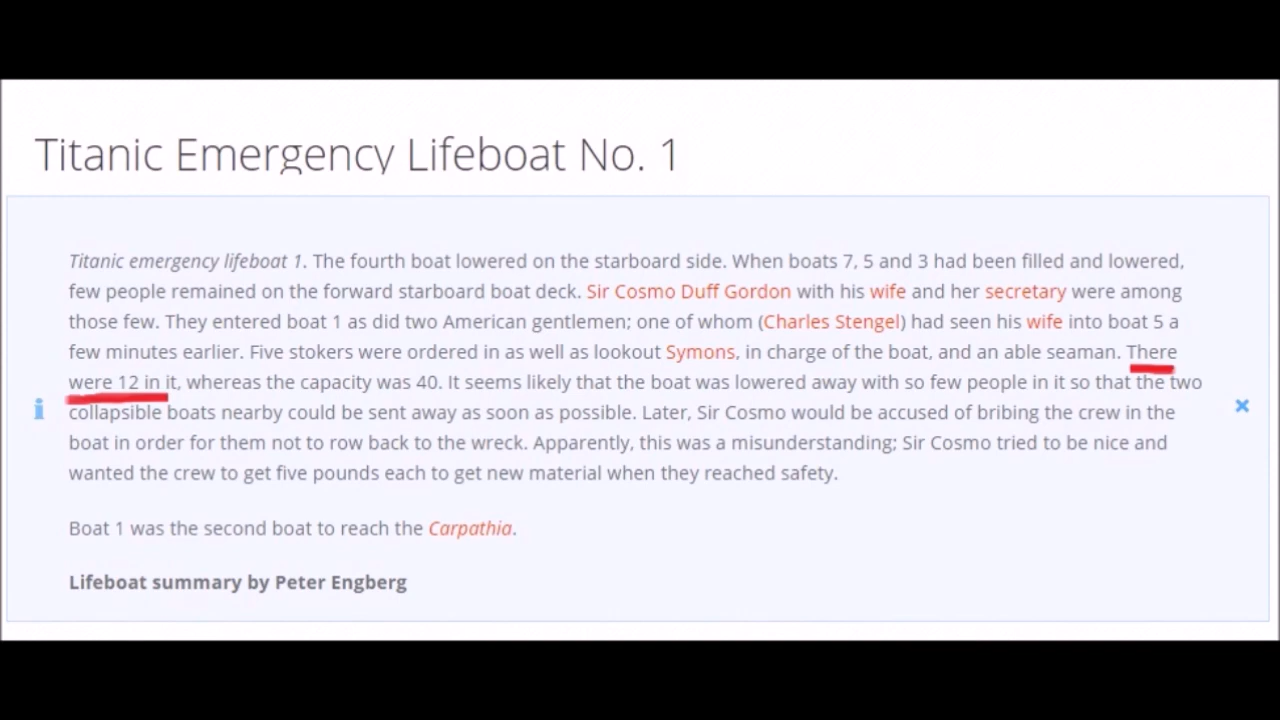 Titanic Emergency Lifeboat No. 1
Titanic emergency lifeboat 1. The fourth boat lowered on the starboard side. When boats 7, 5 and 3 had been filled and lowered,
few people remained on the forward starboard boat deck. Sir Cosmo Duff Gordon with his wife and her secretary were among
those few. They entered boat 1 as did two American gentlemen; one of whom (Charles Stengel) had seen his wife into boat 5 a
few minutes earlier. Five stokers were ordered in as well as lookout Symons, in charge of the boat, and an able seaman. There
were 12 in it, whereas the capacity was 40. It seems likely that the boat was lowered away with so few people in it so that the two
collapsible boats nearby could be sent away as soon as possible. Later, Sir Cosmo would be accused of bribing the crew in the
boat in order for them not to row back to the wreck. Apparently, this was a misunderstanding; Sir Cosmo tried to be nice and
wanted the crew to get five pounds each to get new material when they reached safety.
Boat 1 was the second boat to reach the Carpathia.
Lifeboat summary by Peter Engberg